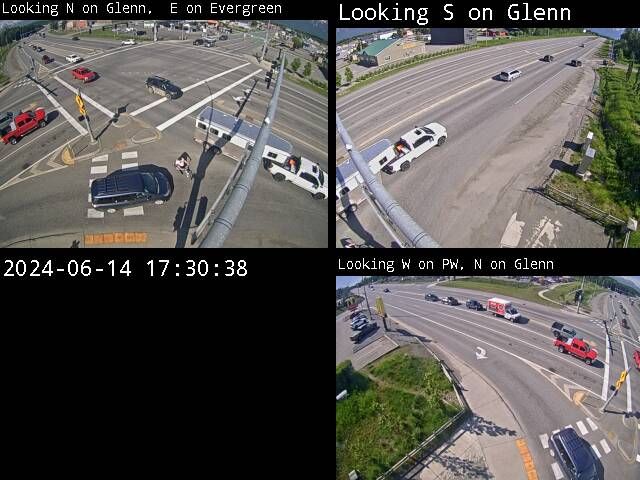 Looking N on Glenn,  E on Evergreen
Looking S on Glenn
2024-06-14 17:30:38
Looking W on PW, N on Glenn